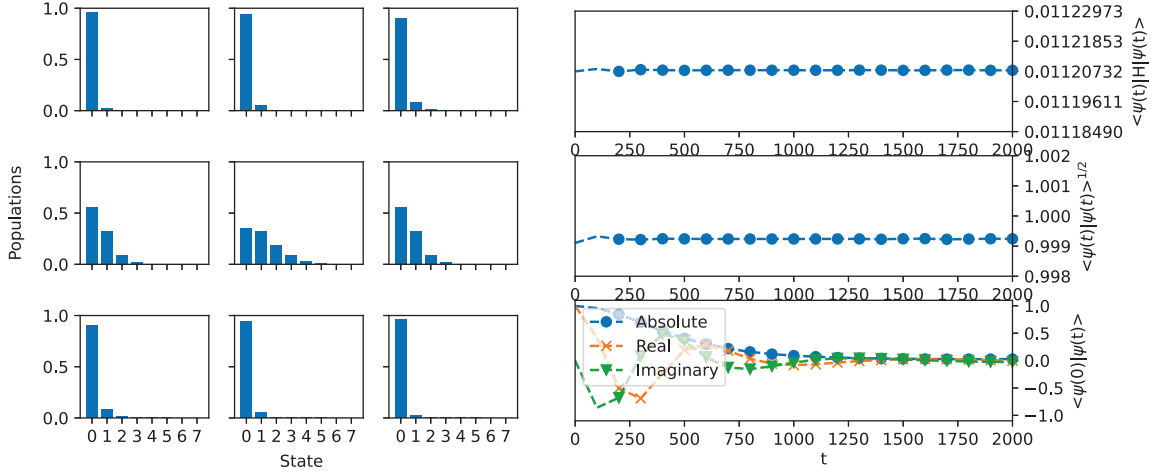 1.0
0.5
0.0
1.0
0.5
0.0
1.0
0.5
0.0
Populations
0 1 2 3 4 5 6 7
0 1 2 3 4 5 6 7
0 1 2 3 4 5 6 7
State
0.01122973
0.01121853
0.01120732
0.01119611
0.01118490
<ψ(t)|H|ψ(t)>
0 250 500 750 1000 1250 1500 1750 2000
1.002
1.001
1.000
0.999
0.998
<ψ(t)|ψ(t)>^1/2
0 250 500 750 1000 1250 1500 1750 2000
Absolute
Real
Imaginary
1.0
0.5
0.0
−0.5
−1.0
<ψ(0)|ψ(t)>
0 250 500 750 1000 1250 1500 1750 2000
t